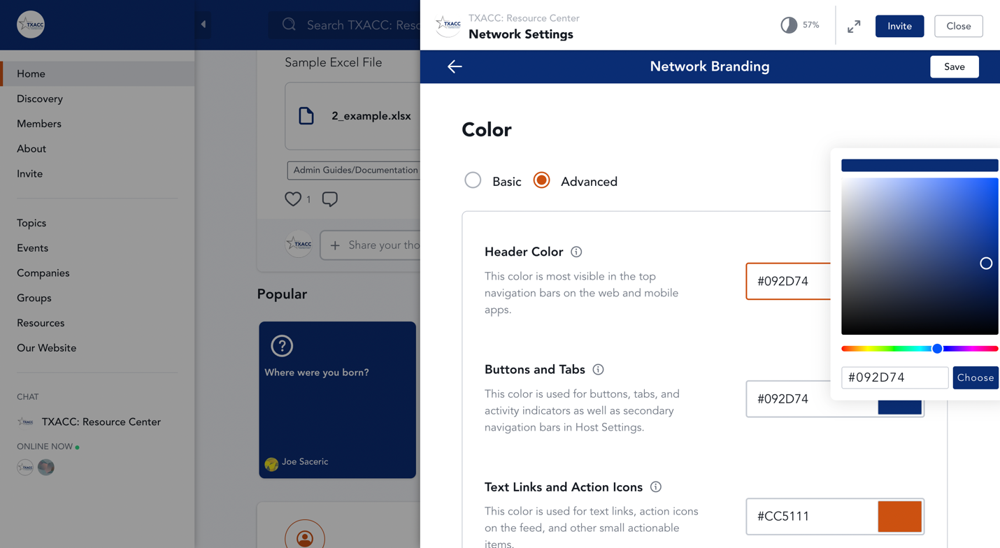 TXACC
Search TXACC: Reso
TXACC
TXACC: Resource Center
Network Settings
57%
Invite
Close
Home
Discovery
Members
About
Invite
Topics
Events
Companies
Groups
Resources
Our Website
CHAT
TXACC
TXACC: Resource Center
ONLINE NOW
TXACC
Sample Excel File
2_example.xlsx
Admin Guides/Documentation
1
TXACC
Share your tho
Popular
Where were you born?
Joe Saceric
Network Branding
Save
Color
Basic
Advanced
Header Color
This color is most visible in the top
navigation bars on the web and mobile
apps.
#092D74
Buttons and Tabs
This color is used for buttons, tabs, and
activity indicators as well as secondary
navigation bars in Host Settings.
#092D74
Text Links and Action Icons
This color is used for text links, action icons
on the feed, and other small actionable
items.
#CC5111
#092D74
Choose